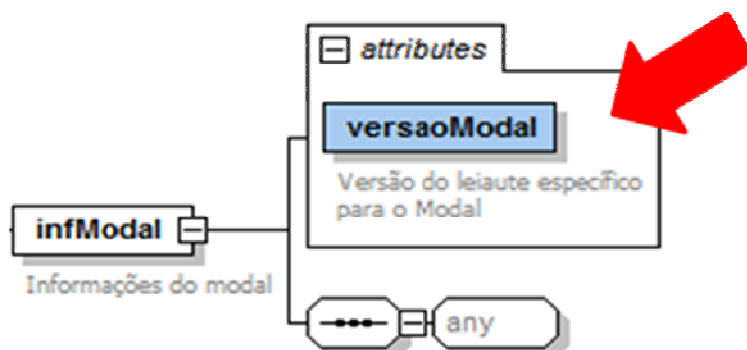 attributes
versaoModal
Versão do leiaute específico
para o Modal
infModal
Informações do modal
any